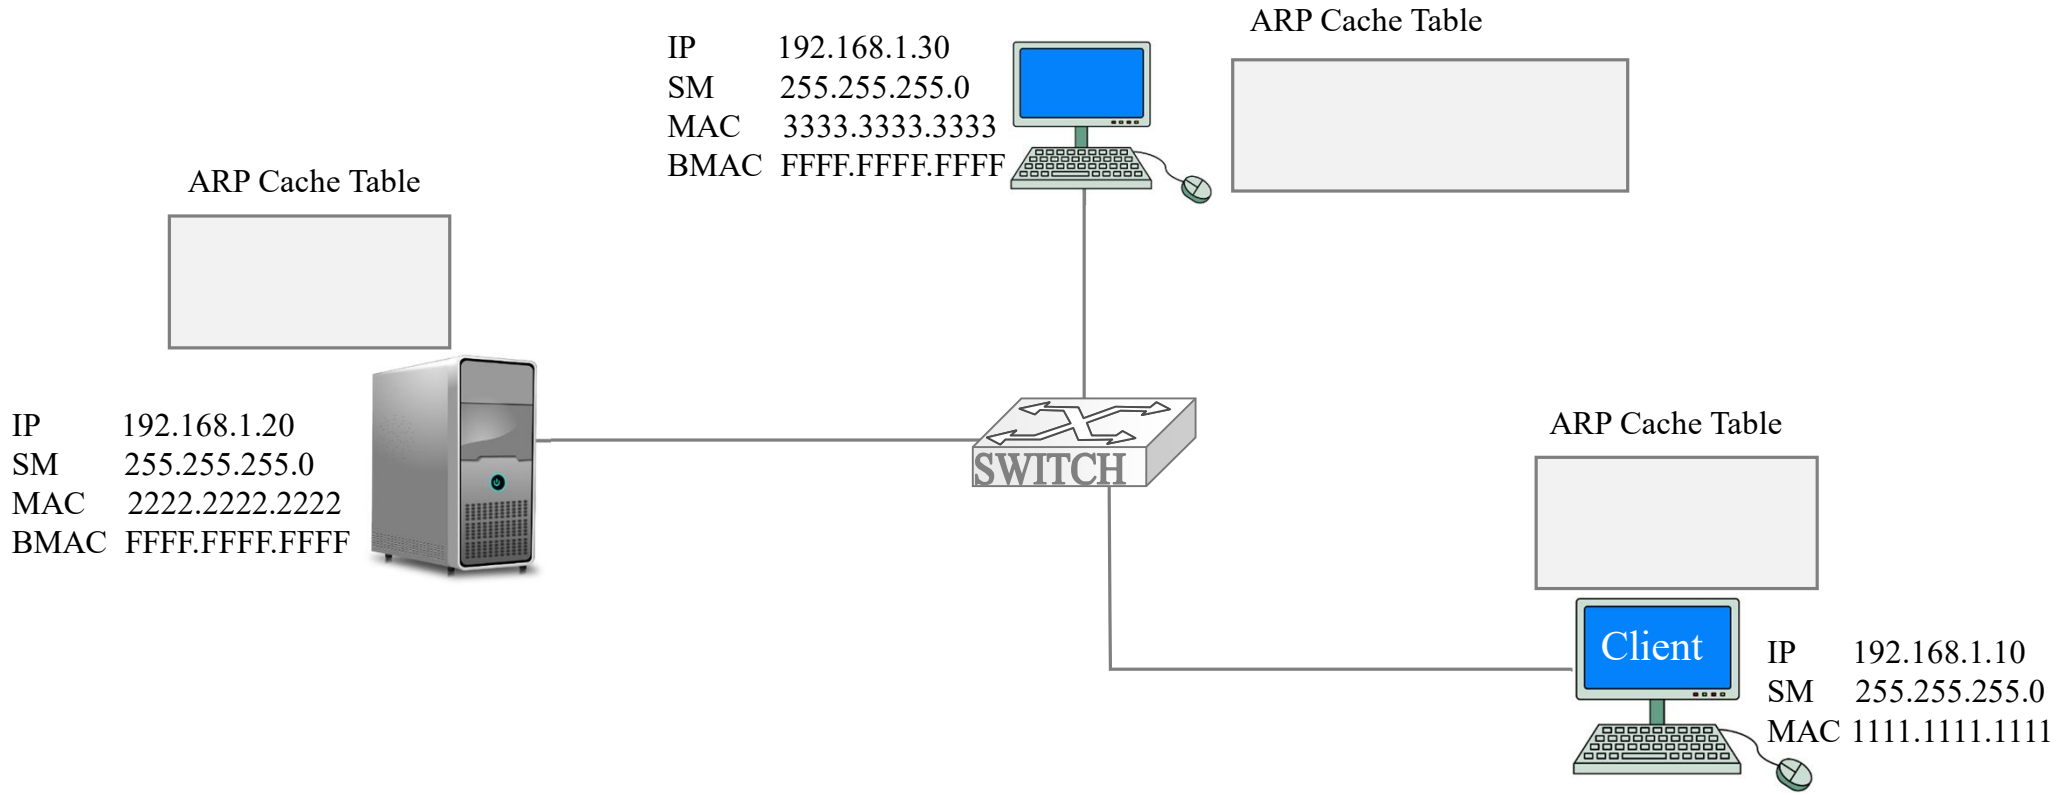 ARP Cache Table
IP 192.168.1.30
SM 255.255.255.0
MAC 3333.3333.3333
BMAC FFFF.FFFF.FFFF
ARP Cache Table
IP 192.168.1.20
SM 255.255.255.0
MAC 2222.2222.2222
BMAC FFFF.FFFF.FFFF
SWITCH
ARP Cache Table
Client
IP 192.168.1.10
SM 255.255.255.0
MAC 1111.1111.1111